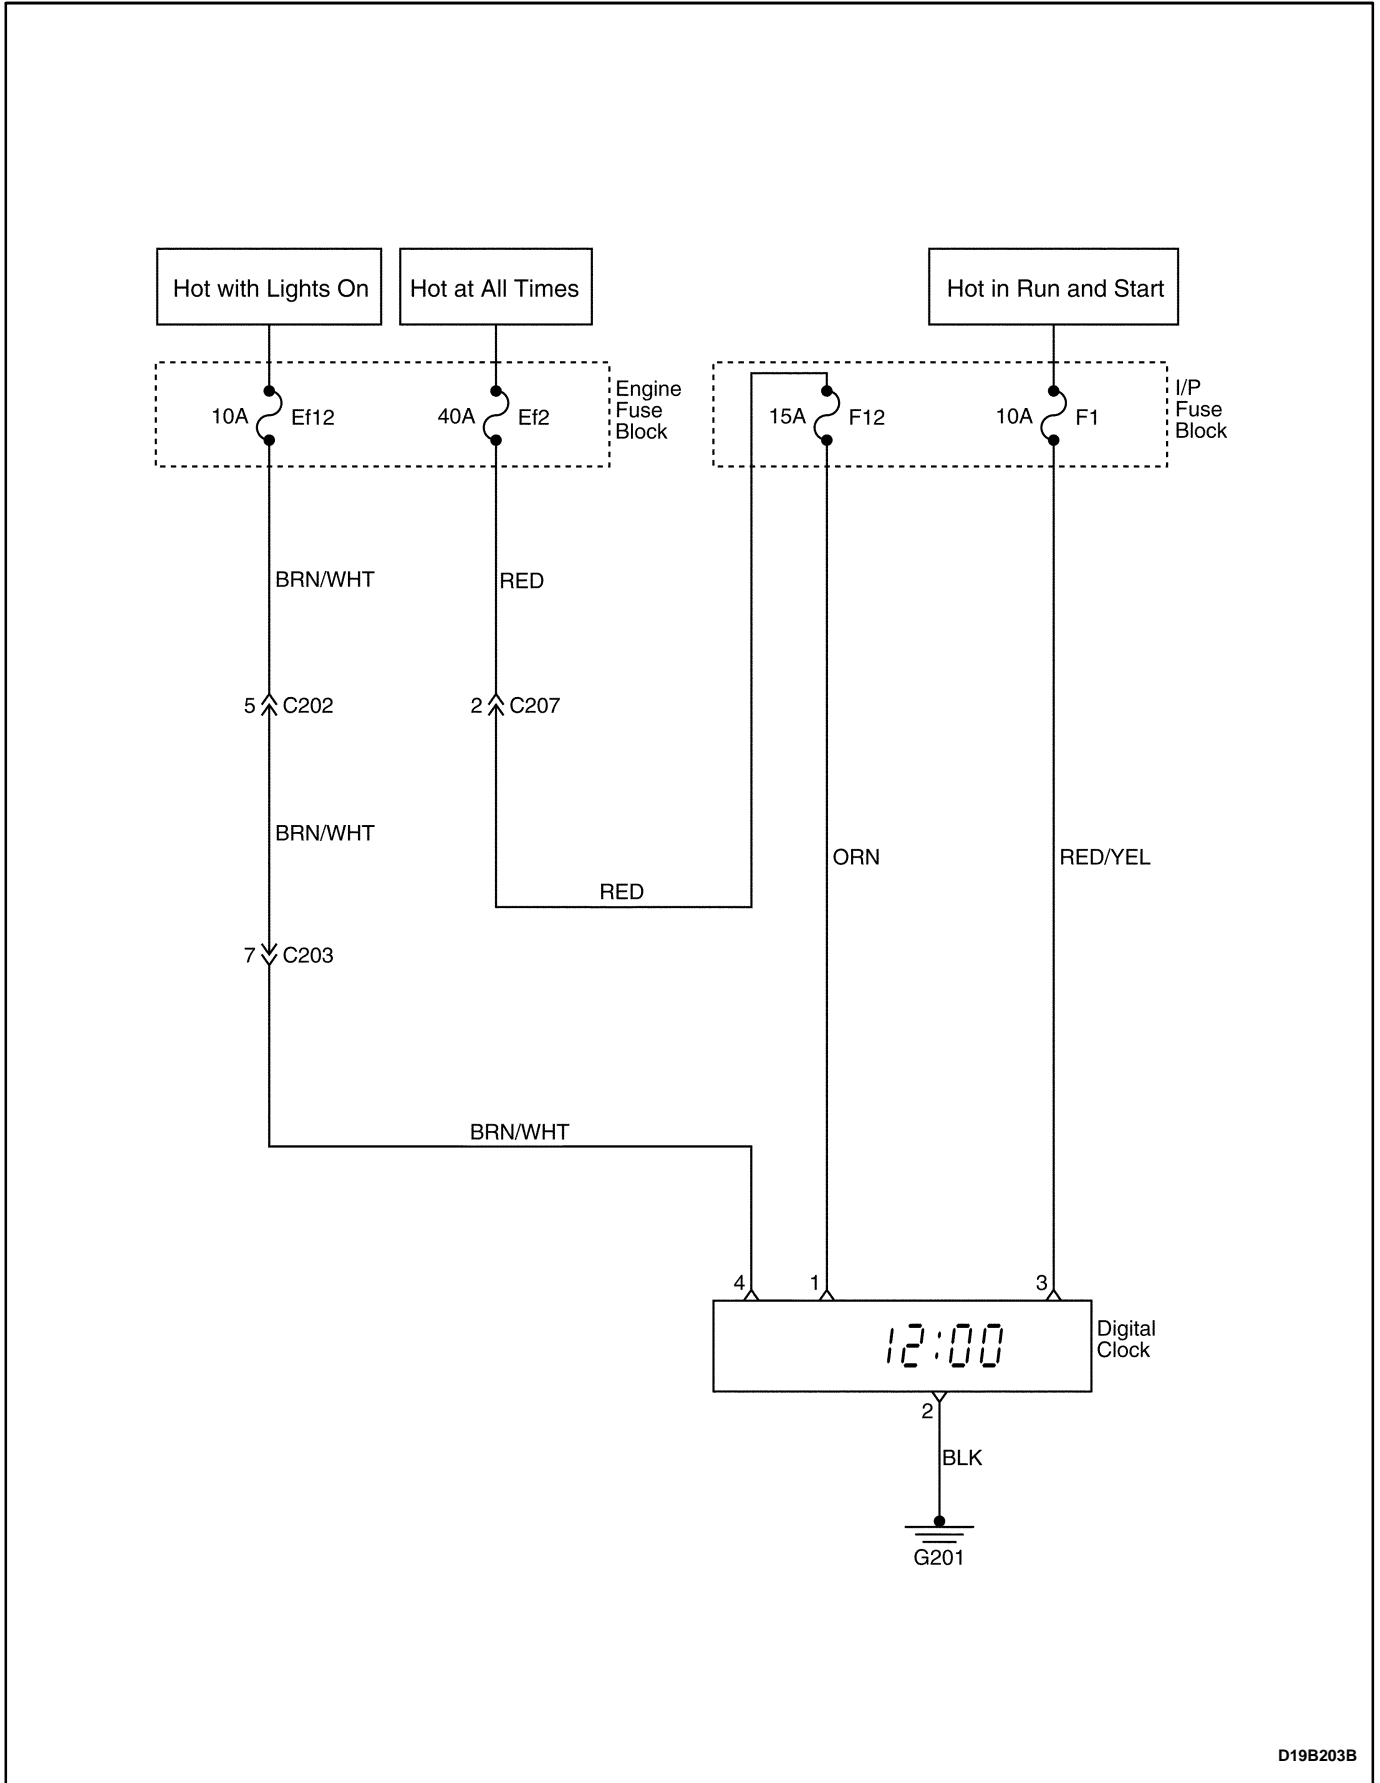 Hot with Lights On
Hot at All Times
Hot in Run and Start
10A
Ef12
40A
Ef2
Engine
Fuse
Block
15A
F12
10A
F1
I/P
Fuse
Block
BRN/WHT
RED
5
C202
2
C207
BRN/WHT
ORN
RED/YEL
RED
7
C203
BRN/WHT
4
1
3
12:00
Digital
Clock
2
BLK
G201
D19B203B